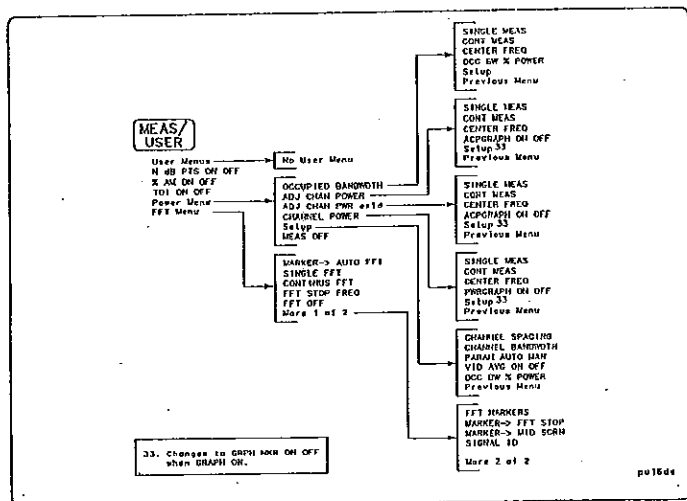 MEAS/
USER
User Menus
N dB PTS ON OFF
% AM ON OFF
TOI ON OFF
Power Menu
FFT Menu
No User Menu
OCCUPIED BANDWDTH
ADJ CHAN POWER
ADJ CHAN PWR extd
CHANNEL POWER
Setup
MEAS OFF
MARKER-> AUTO FFT
SINGLE FFT
CONTINUS FFT
FFT STOP FREQ
FFT OFF
More 1 of 2
SINGLE MEAS
CONT MEAS
CENTER FREQ
OCC BW % POWER
Setup
Previous Menu
SINGLE MEAS
CONT MEAS
CENTER FREQ
ACPGRAPH ON OFF
Setup 33
Previous Menu
SINGLE MEAS
CONT MEAS
CENTER FREQ
ACPGRAPH ON OFF
Setup 33
Previous Menu
SINGLE MEAS
CONT MEAS
CENTER FREQ
PWRGRAPH ON OFF
Setup 33
Previous Menu
CHANNEL SPACING
CHANNEL BANDWDTH
PARAM AUTO MAN
VID AVG ON OFF
OCC BW % POWER
Previous Menu
FFT MARKERS
MARKER-> FFT STOP
MARKER-> MID SCRN
SIGNAL ID
More 2 of 2
33. Changes to GRPH MKR ON OFF
when GRAPH ON.
pu16de